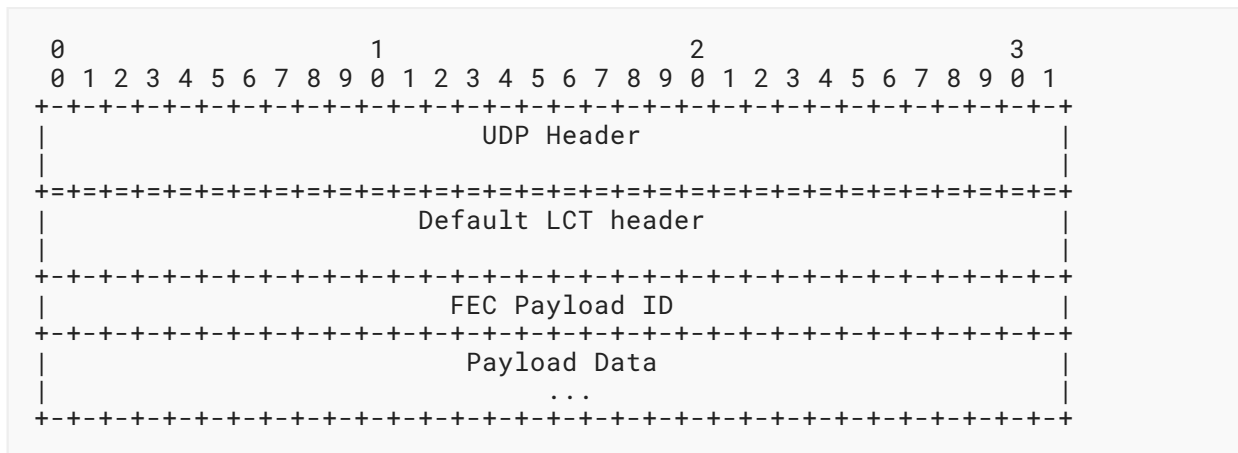 0                   1                   2                   3
 0 1 2 3 4 5 6 7 8 9 0 1 2 3 4 5 6 7 8 9 0 1 2 3 4 5 6 7 8 9 0 1
+-+-+-+-+-+-+-+-+-+-+-+-+-+-+-+-+-+-+-+-+-+-+-+-+-+-+-+-+-+-+-+-+
|                           UDP Header                          |
|                                                               |
+=+=+=+=+=+=+=+=+=+=+=+=+=+=+=+=+=+=+=+=+=+=+=+=+=+=+=+=+=+=+=+=+
|                       Default LCT header                      |
|                                                               |
+-+-+-+-+-+-+-+-+-+-+-+-+-+-+-+-+-+-+-+-+-+-+-+-+-+-+-+-+-+-+-+-+
|                         FEC Payload ID                        |
+-+-+-+-+-+-+-+-+-+-+-+-+-+-+-+-+-+-+-+-+-+-+-+-+-+-+-+-+-+-+-+-+
|                          Payload Data                         |
|                               ...                             |
+-+-+-+-+-+-+-+-+-+-+-+-+-+-+-+-+-+-+-+-+-+-+-+-+-+-+-+-+-+-+-+-+